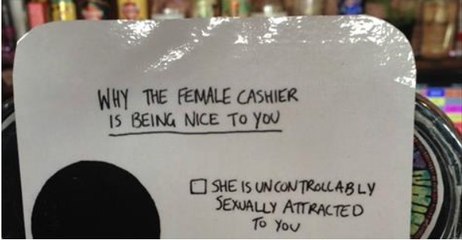 WHY THE FEMALE CASHIER
IS BEING NICE TO YOU
☐ SHE IS UNCONTROLLABLY
SEXUALLY ATTRACTED
TO YOU